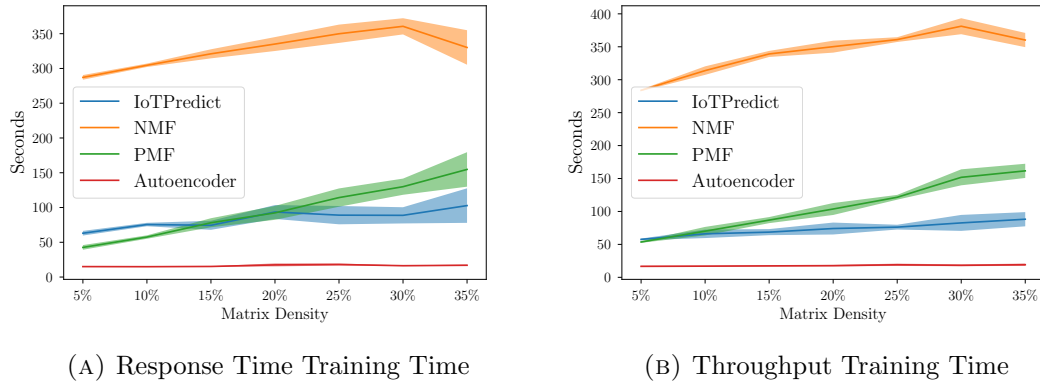 350
300
250
200
150
100
50
0
Seconds
IoTPredict
NMF
PMF
Autoencoder
5% 10% 15% 20% 25% 30% 35%
Matrix Density
(A) Response Time Training Time
400
350
300
250
200
150
100
50
0
Seconds
IoTPredict
NMF
PMF
Autoencoder
5% 10% 15% 20% 25% 30% 35%
Matrix Density
(B) Throughput Training Time